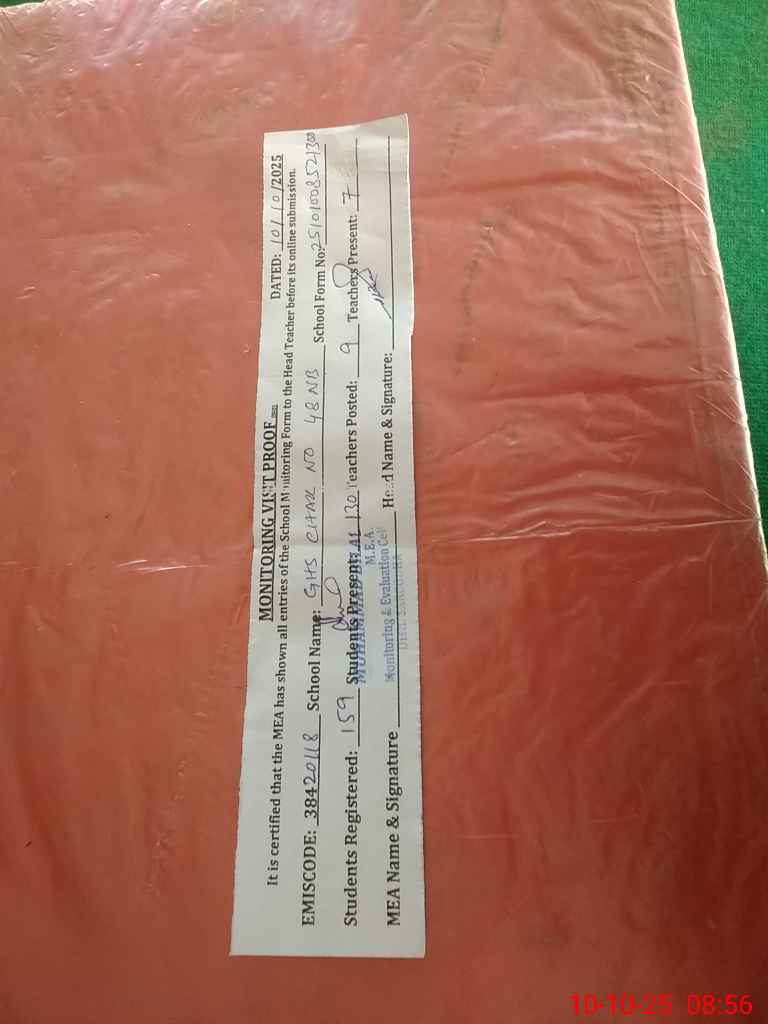 MONITORING VISIT PROOF
DATED: 10/10/2025
It is certified that the MEA has shown all entries of the School Monitoring Form to the Head Teacher before its online submission.
EMISCODE: 38420118 School Name: GHS CHAK NO 48 NB School Form No: 25101008521300
Students Registered: 159 Students Present: 130 Teachers Posted: 9 Teachers Present: 7
MUHAMMAD BILAL
M.E.A
MEA Name & Signature Head Name & Signature:
Monitoring & Evaluation Cell
10-10-25 08:56